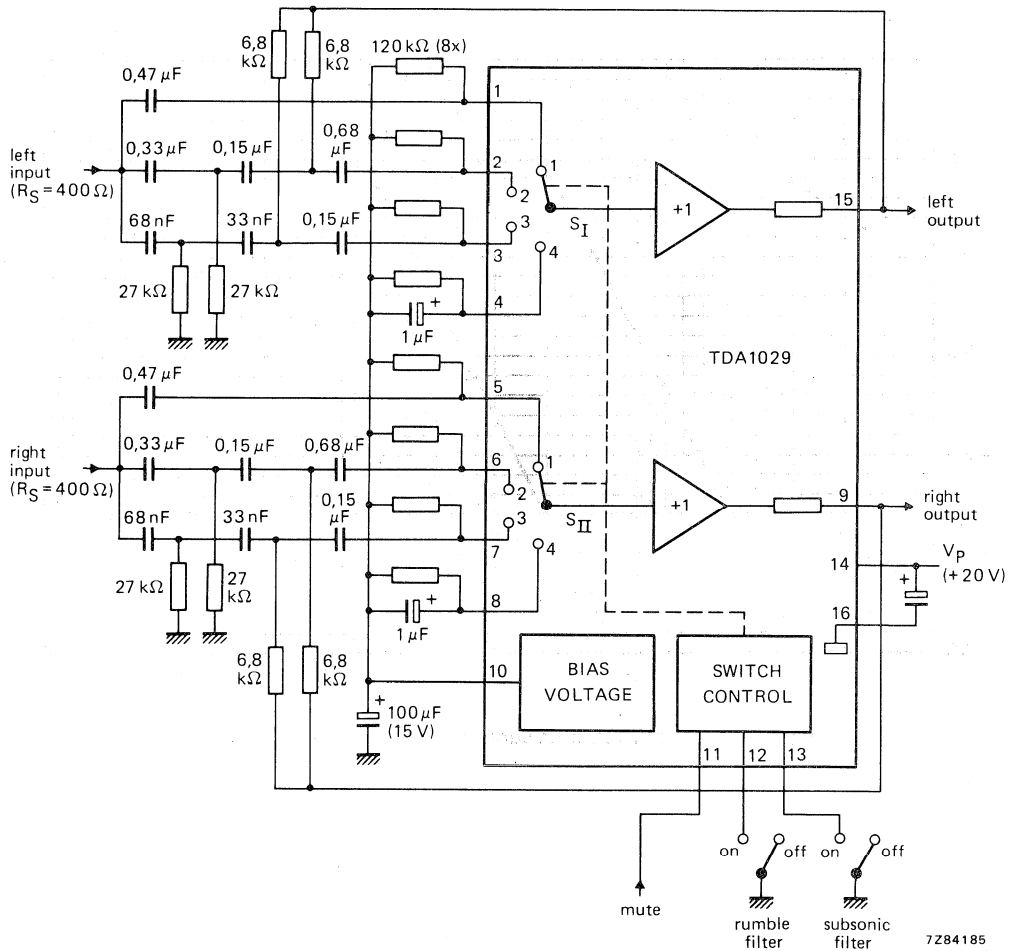 6,8
kΩ
6,8
kΩ
120 kΩ (8x)
0,47 μF
1
0,33 μF
0,15 μF
0,68
μF
left
input
(RS = 400 Ω)
2
1
2
+1
15
left
output
68 nF
33 nF
0,15 μF
3
SI
3
4
27 kΩ
27 kΩ
+
4
1 μF
TDA1029
0,47 μF
5
right
input
(RS = 400 Ω)
0,33 μF
0,15 μF
0,68 μF
6
1
2
+1
9
right
output
68 nF
33 nF
0,15
μF
3
SII
7
4
14
VP
(+ 20 V)
+
27 kΩ
27
kΩ
+
8
1 μF
16
6,8
kΩ
6,8
kΩ
10
BIAS
VOLTAGE
SWITCH
CONTROL
+
100 μF
(15 V)
11
12
13
on
off
on
off
mute
rumble
filter
subsonic
filter
7Z84185